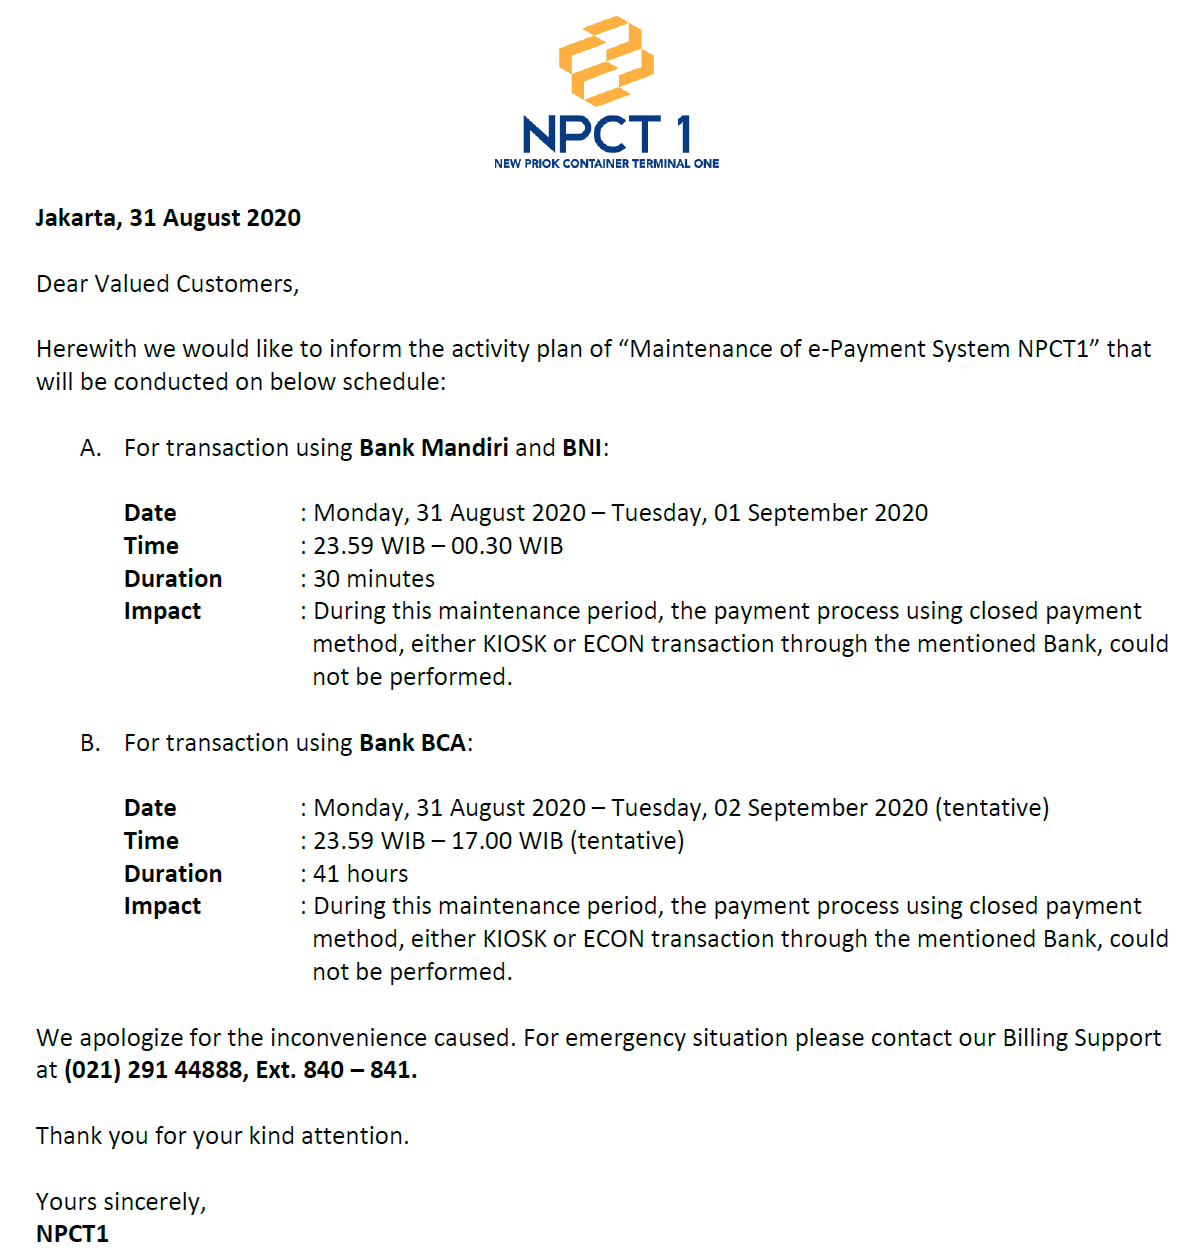 NPCT 1
NEW PRIOK CONTAINER TERMINAL ONE
Jakarta, 31 August 2020
Dear Valued Customers,
Herewith we would like to inform the activity plan of “Maintenance of e-Payment System NPCT1” that
will be conducted on below schedule:
A. For transaction using Bank Mandiri and BNI:
Date : Monday, 31 August 2020 – Tuesday, 01 September 2020
Time : 23.59 WIB – 00.30 WIB
Duration : 30 minutes
Impact : During this maintenance period, the payment process using closed payment
method, either KIOSK or ECON transaction through the mentioned Bank, could
not be performed.
B. For transaction using Bank BCA:
Date : Monday, 31 August 2020 – Tuesday, 02 September 2020 (tentative)
Time : 23.59 WIB – 17.00 WIB (tentative)
Duration : 41 hours
Impact : During this maintenance period, the payment process using closed payment
method, either KIOSK or ECON transaction through the mentioned Bank, could
not be performed.
We apologize for the inconvenience caused. For emergency situation please contact our Billing Support
at (021) 291 44888, Ext. 840 – 841.
Thank you for your kind attention.
Yours sincerely,
NPCT1